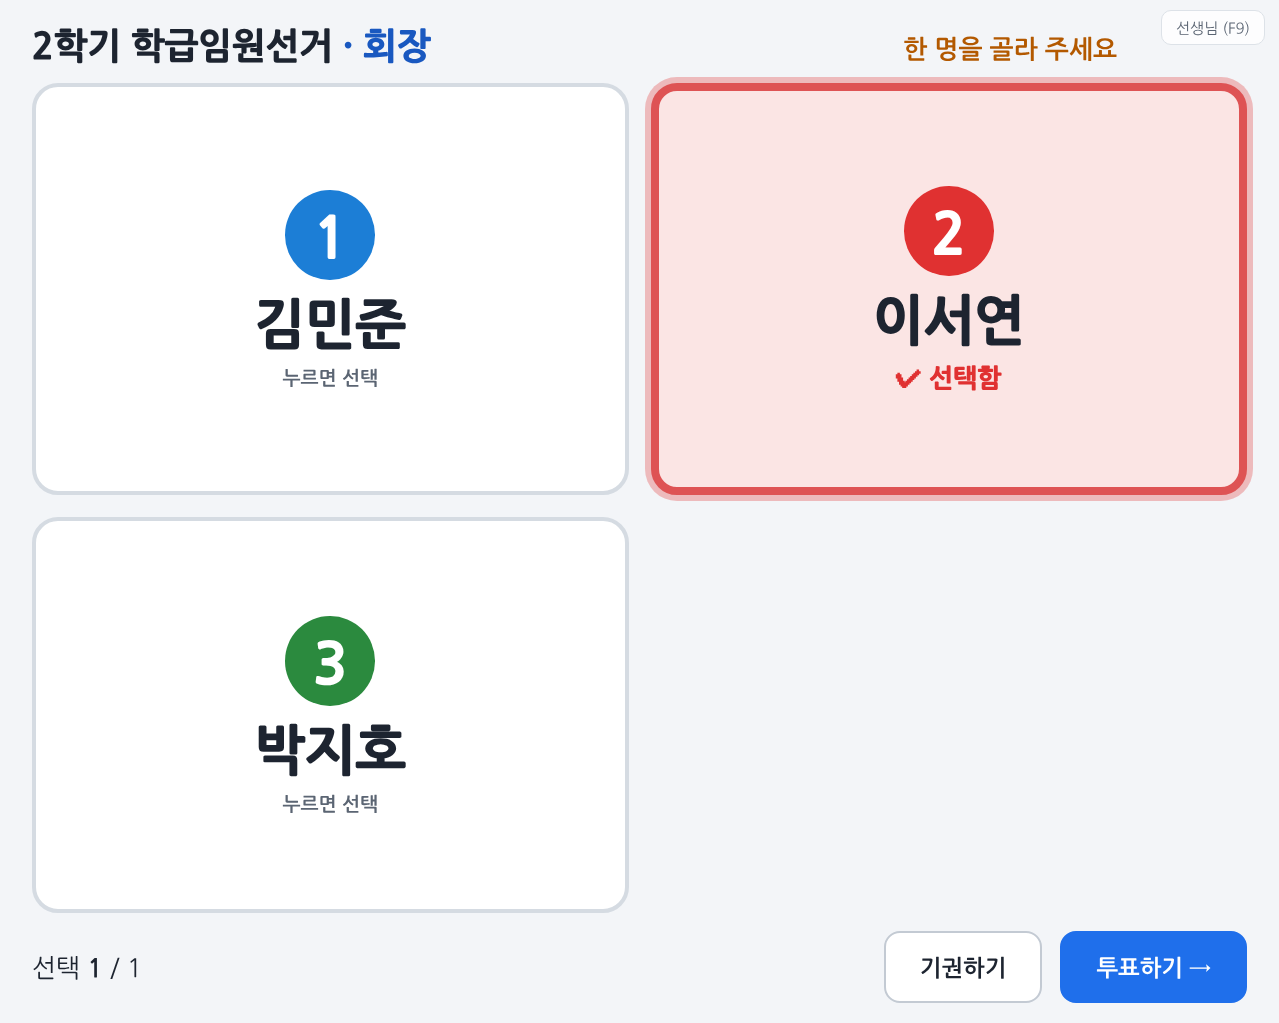 2학기 학급임원선거 · 회장
한 명을 골라 주세요
선생님 (F9)
1
김민준
누르면 선택
2
이서연
✔ 선택함
3
박지호
누르면 선택
선택 1 / 1
기권하기
투표하기 →